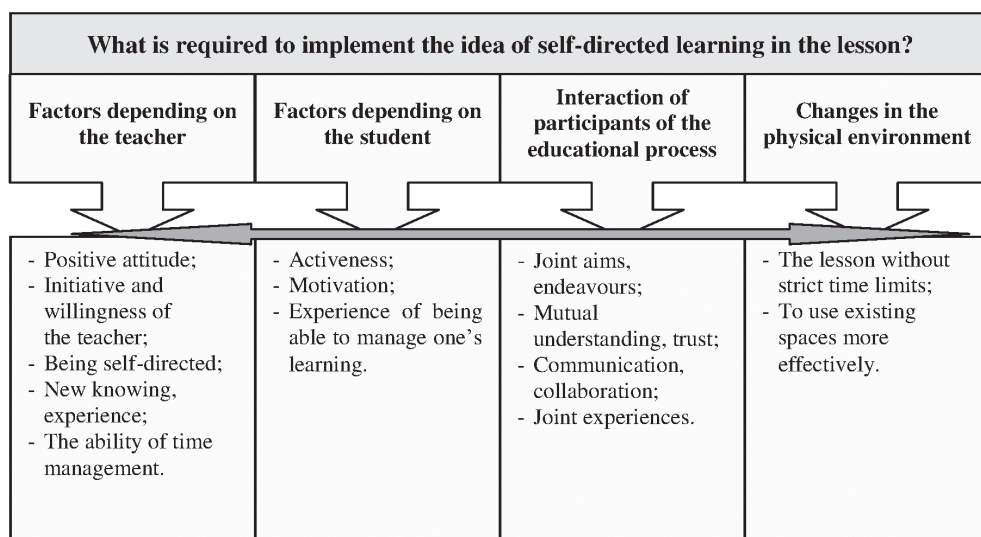 What is required to implement the idea of self-directed learning in the lesson?
Factors depending on
the teacher
Factors depending on
the student
Interaction of
participants of the
educational process
Changes in the
physical environment
- Positive attitude;
- Initiative and
willingness of
the teacher;
- Being self-directed;
- New knowing,
experience;
- The ability of time
management.
- Activeness;
- Motivation;
- Experience of being
able to manage one’s
learning.
- Joint aims,
endeavours;
- Mutual
understanding, trust;
- Communication,
collaboration;
- Joint experiences.
- The lesson without
strict time limits;
- To use existing
spaces more
effectively.